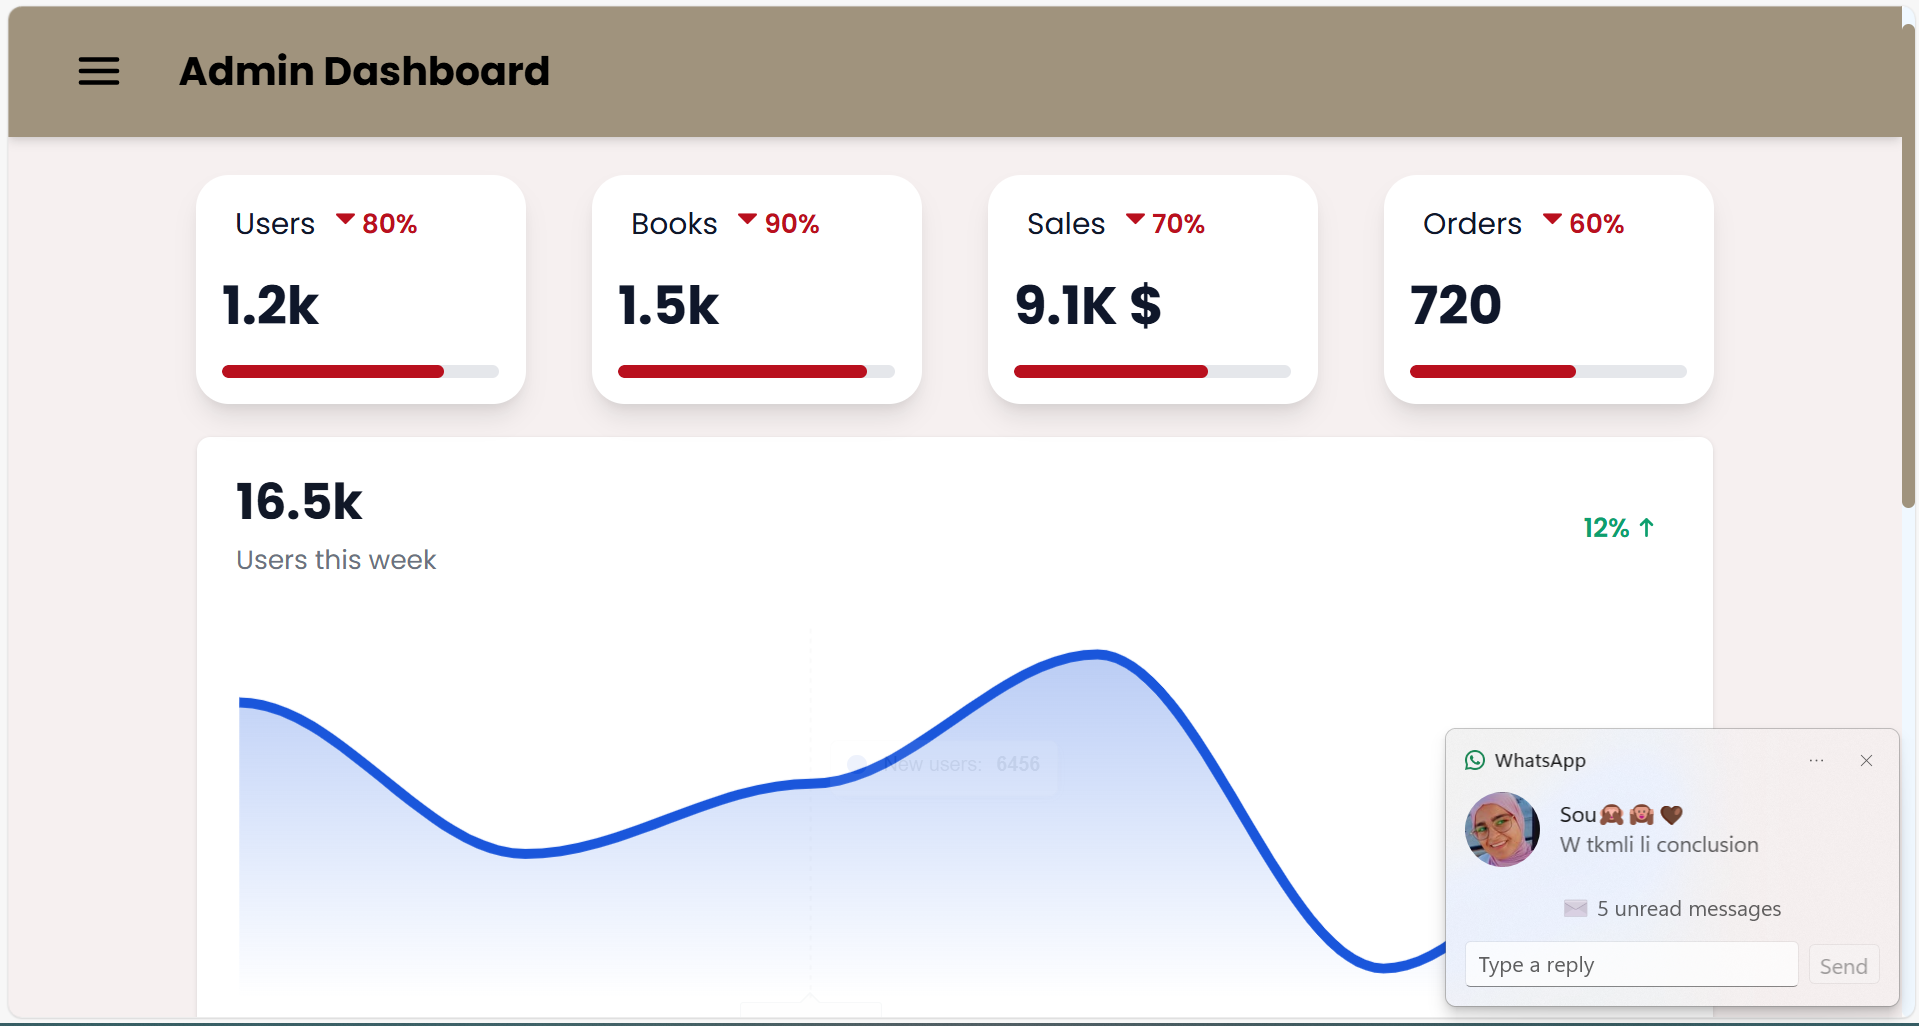 Admin Dashboard
Users 80%
1.2k
Books 90%
1.5k
Sales 70%
9.1K $
Orders 60%
720
16.5k
Users this week
12% ↑
New users: 6456
WhatsApp
Sou🙈🙉🖤
W tkmli li conclusion
5 unread messages
Type a reply
Send